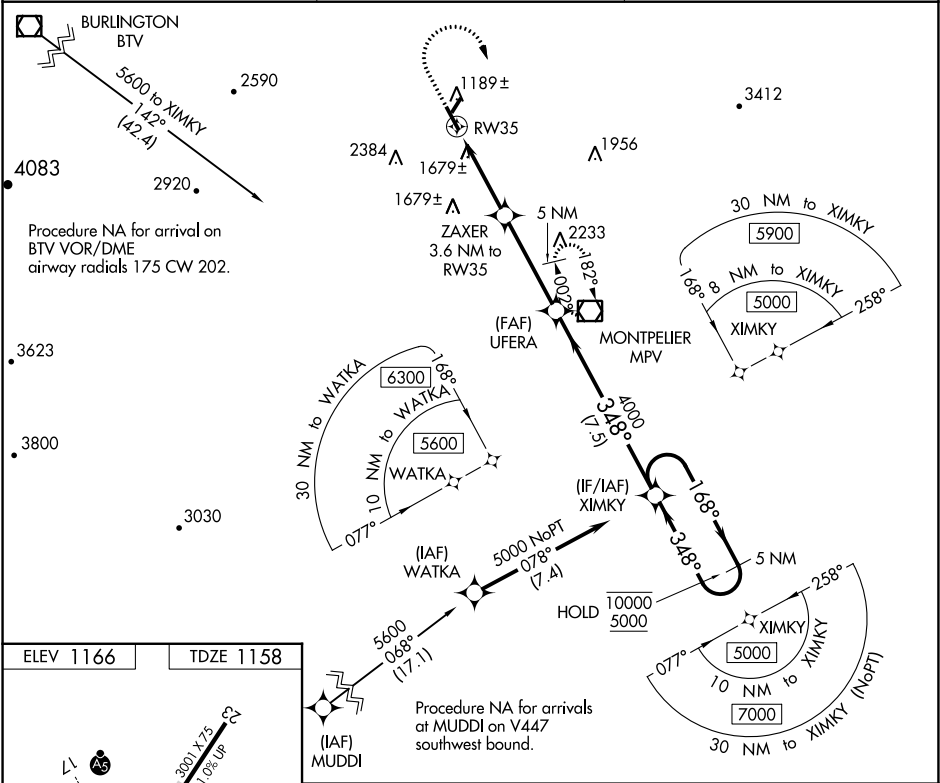 BURLINGTON
BTV
5600 to XIMKY
142°
(42.4)
2590
1189±
RW35
3412
2384
1679±
1956
4083
2920
1679±
5 NM
2233
ZAXER
3.6 NM to
RW35
182°
002°
30 NM to XIMKY
5900
168°
8 NM to XIMKY
5000
258°
XIMKY
Procedure NA for arrival on
BTV VOR/DME
airway radials 175 CW 202.
(FAF)
UFERA
MONTPELIER
MPV
3623
30 NM to WATKA
6300
168°
10 NM to WATKA
5600
WATKA
077°
4000
348°
(7.5)
3800
3030
(IF/IAF)
XIMKY
168°
348°
5 NM
5000 NoPT
078°
(7.4)
(IAF)
WATKA
HOLD
10000
5000
258°
XIMKY
077°
5000
10 NM to XIMKY
7000
30 NM to XIMKY (NoPT)
5600
068°
(17.1)
ELEV 1166
TDZE 1158
Procedure NA for arrivals
at MUDDI on V447
southwest bound.
(IAF)
MUDDI
17
A5
23
3001 X 75
1.0% UP